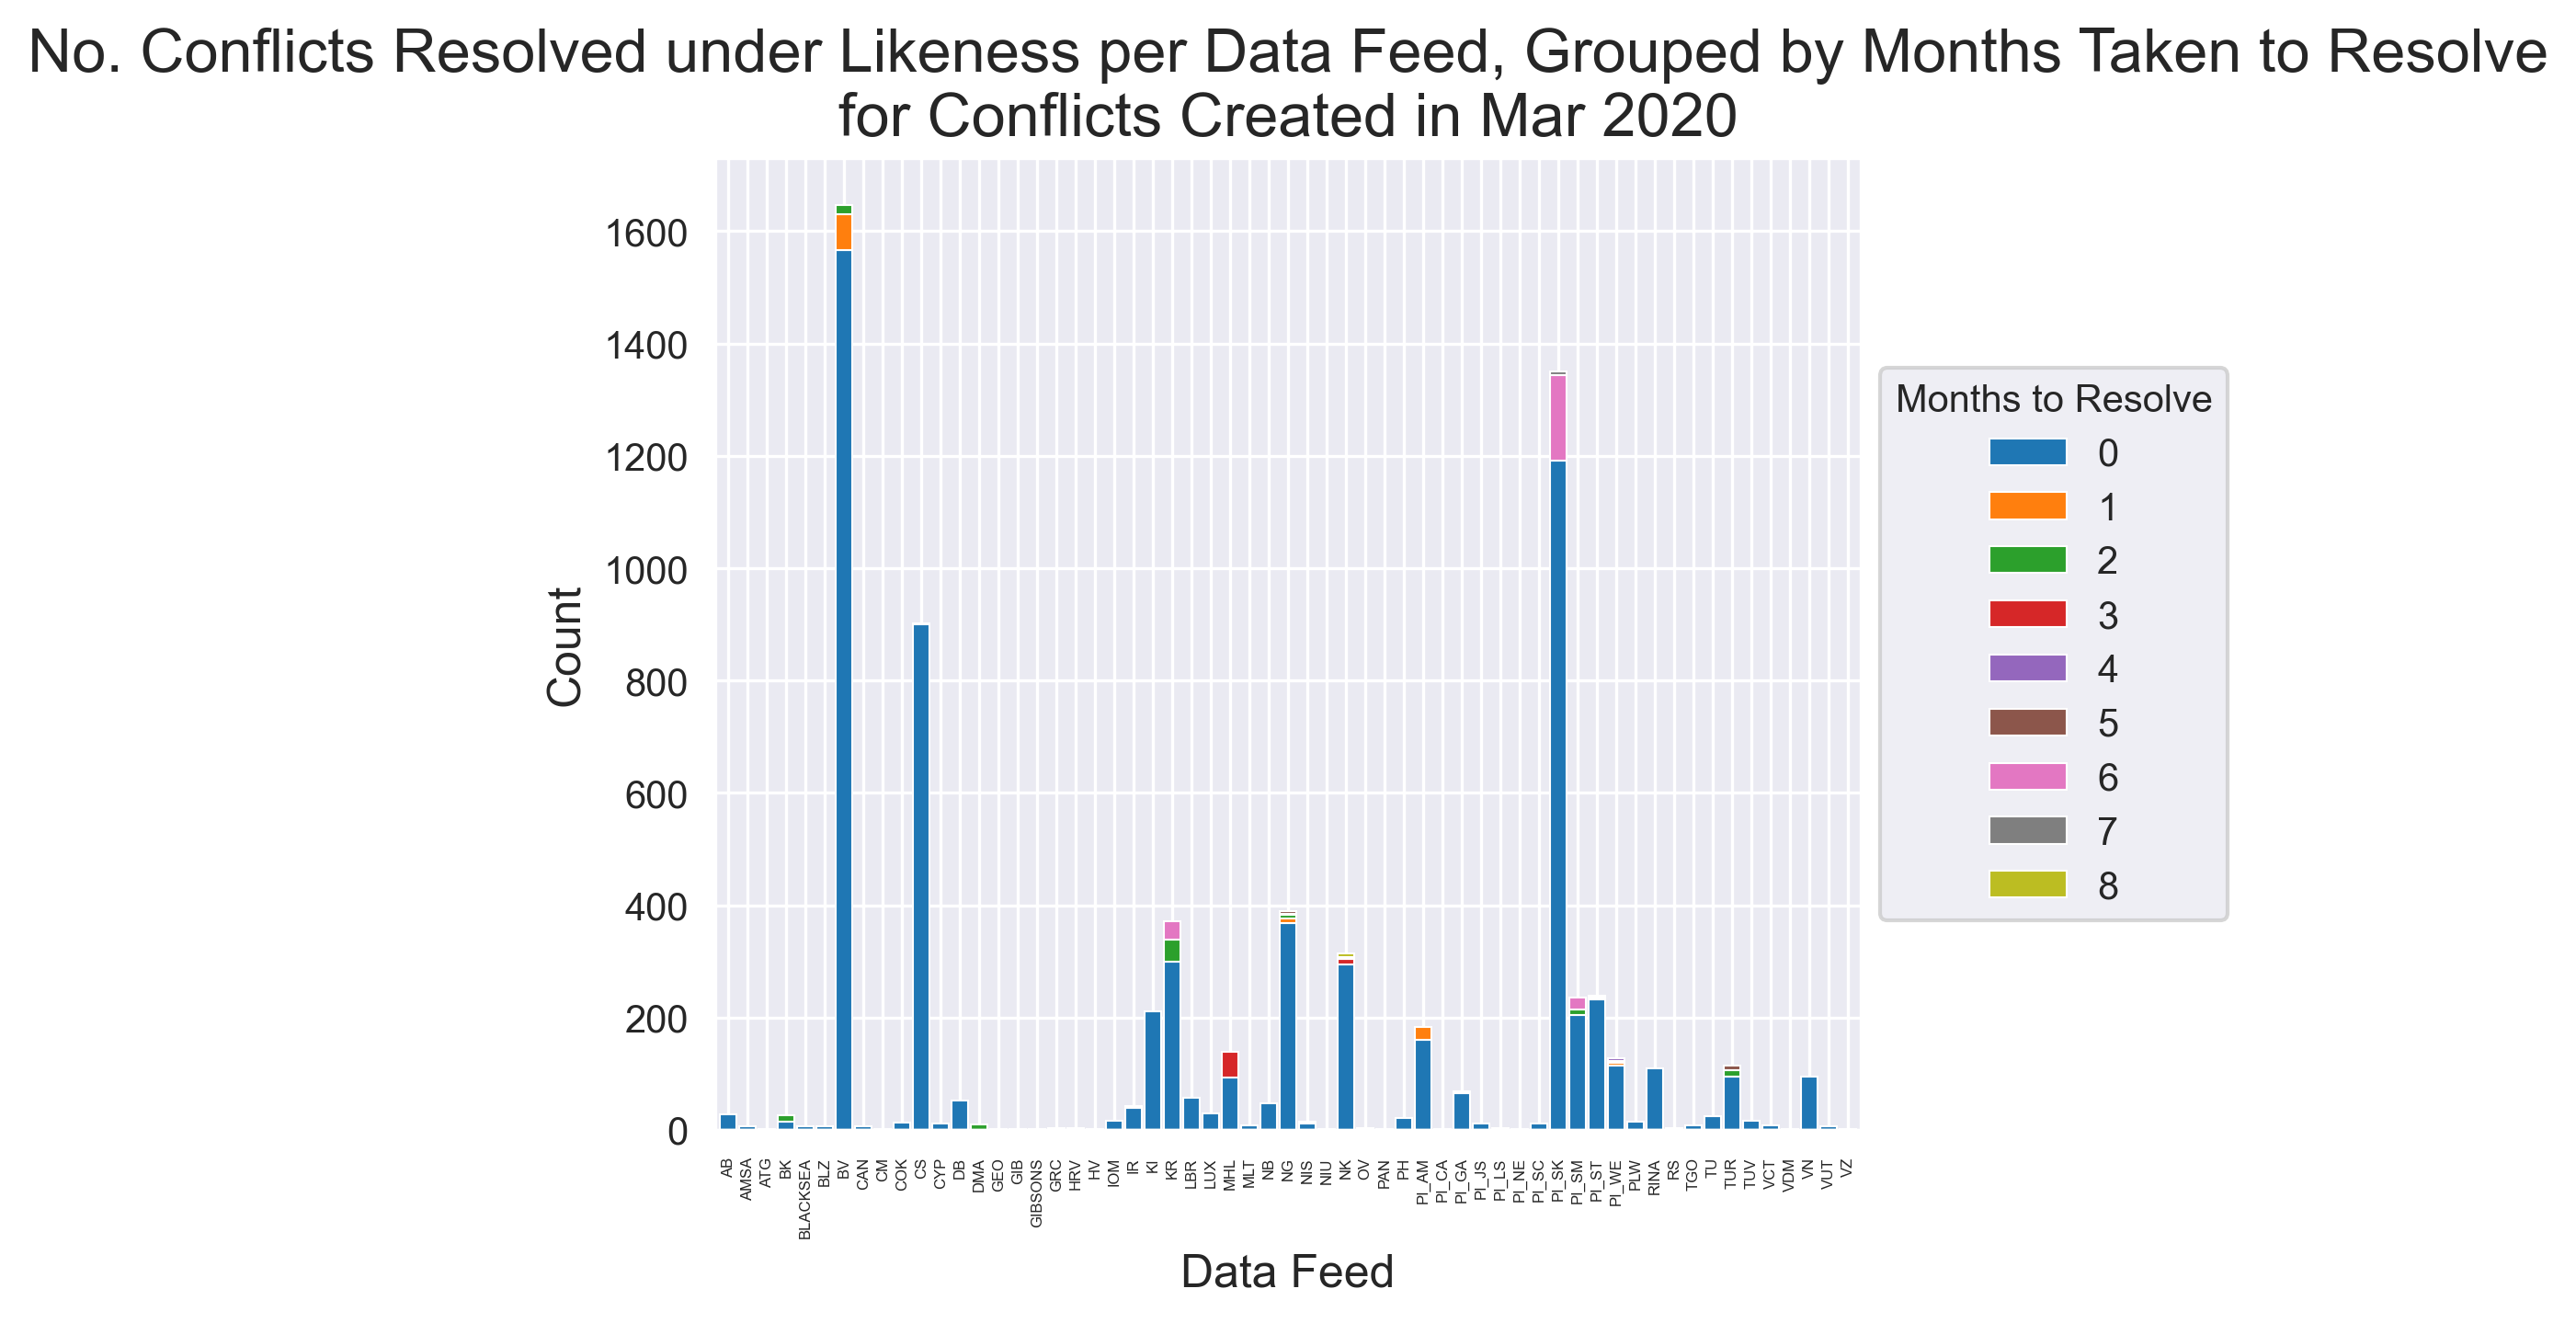 No. Conflicts Resolved under Likeness per Data Feed, Grouped by Months Taken to Resolve
for Conflicts Created in Mar 2020
1600
1400
1200
1000
800
600
400
200
0
Count
AB
AMSA
ATG
BK
BLACKSEA
BLZ
BV
CAN
CM
COK
CS
CYP
DB
DMA
GEO
GIB
GIBSONS
GRC
HRV
HV
IOM
IR
KI
KR
LBR
LUX
MHL
MLT
NB
NG
NIS
NIU
NK
OV
PAN
PH
PI_AM
PI_CA
PI_GA
PI_JS
PI_LS
PI_NE
PI_SC
PI_SK
PI_SM
PI_ST
PI_WE
PLW
RINA
RS
TGO
TU
TUR
TUV
VCT
VDM
VN
VUT
VZ
Data Feed
Months to Resolve
0
1
2
3
4
5
6
7
8